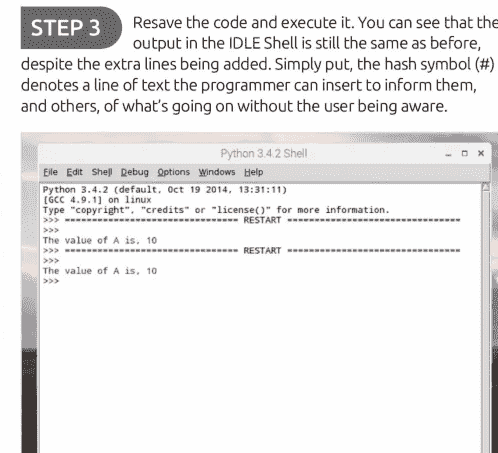 STEP 3 Resave the code and execute it. You can see that the
output in the IDLE Shell is still the same as before,
despite the extra lines being added. Simply put, the hash symbol (#)
denotes a line of text the programmer can insert to inform them,
and others, of what's going on without the user being aware.
Python 3.4.2 Shell
File Edit Shell Debug Options Windows Help
Python 3.4.2 (default, Oct 19 2014, 13:31:11)
[GCC 4.9.1] on linux
Type "copyright", "credits" or "license()" for more information.
>>> ================================ RESTART ================================
>>>
The value of A is, 10
>>> ================================ RESTART ================================
>>>
The value of A is, 10
>>>